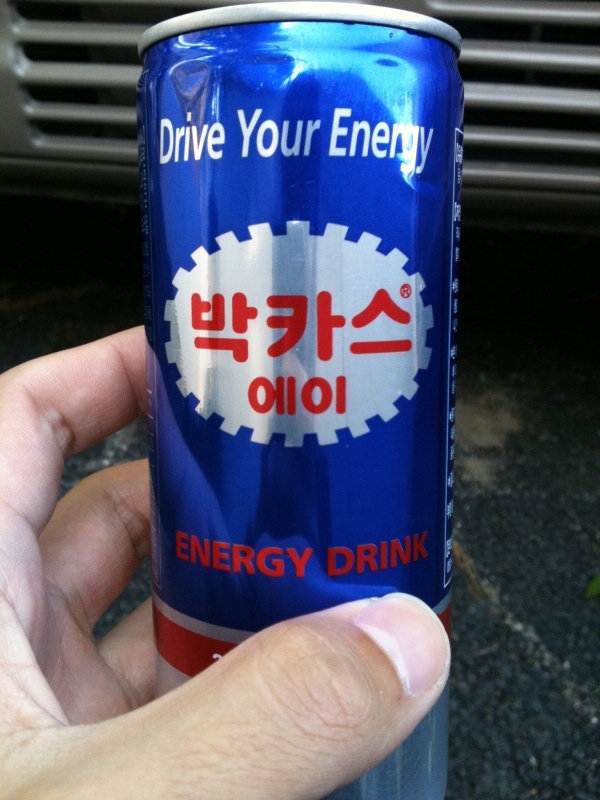 Drive Your Energy
박카스®
에이
ENERGY DRINK